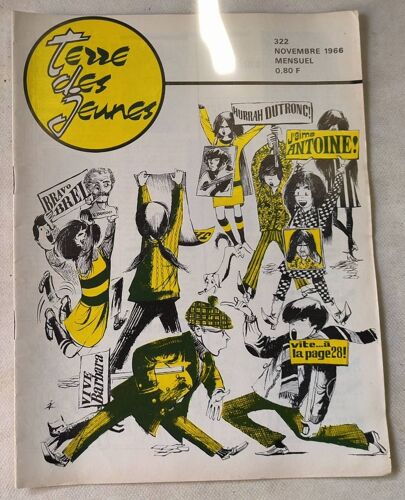 Terre
des
Jeunes
322
NOVEMBRE 1966
MENSUEL
0,80 F
HURRAH DUTRONC!
J'aime
ANTOINE!
BRAVO
BREL
vite...à
la page 28!
VIVE
Barbara